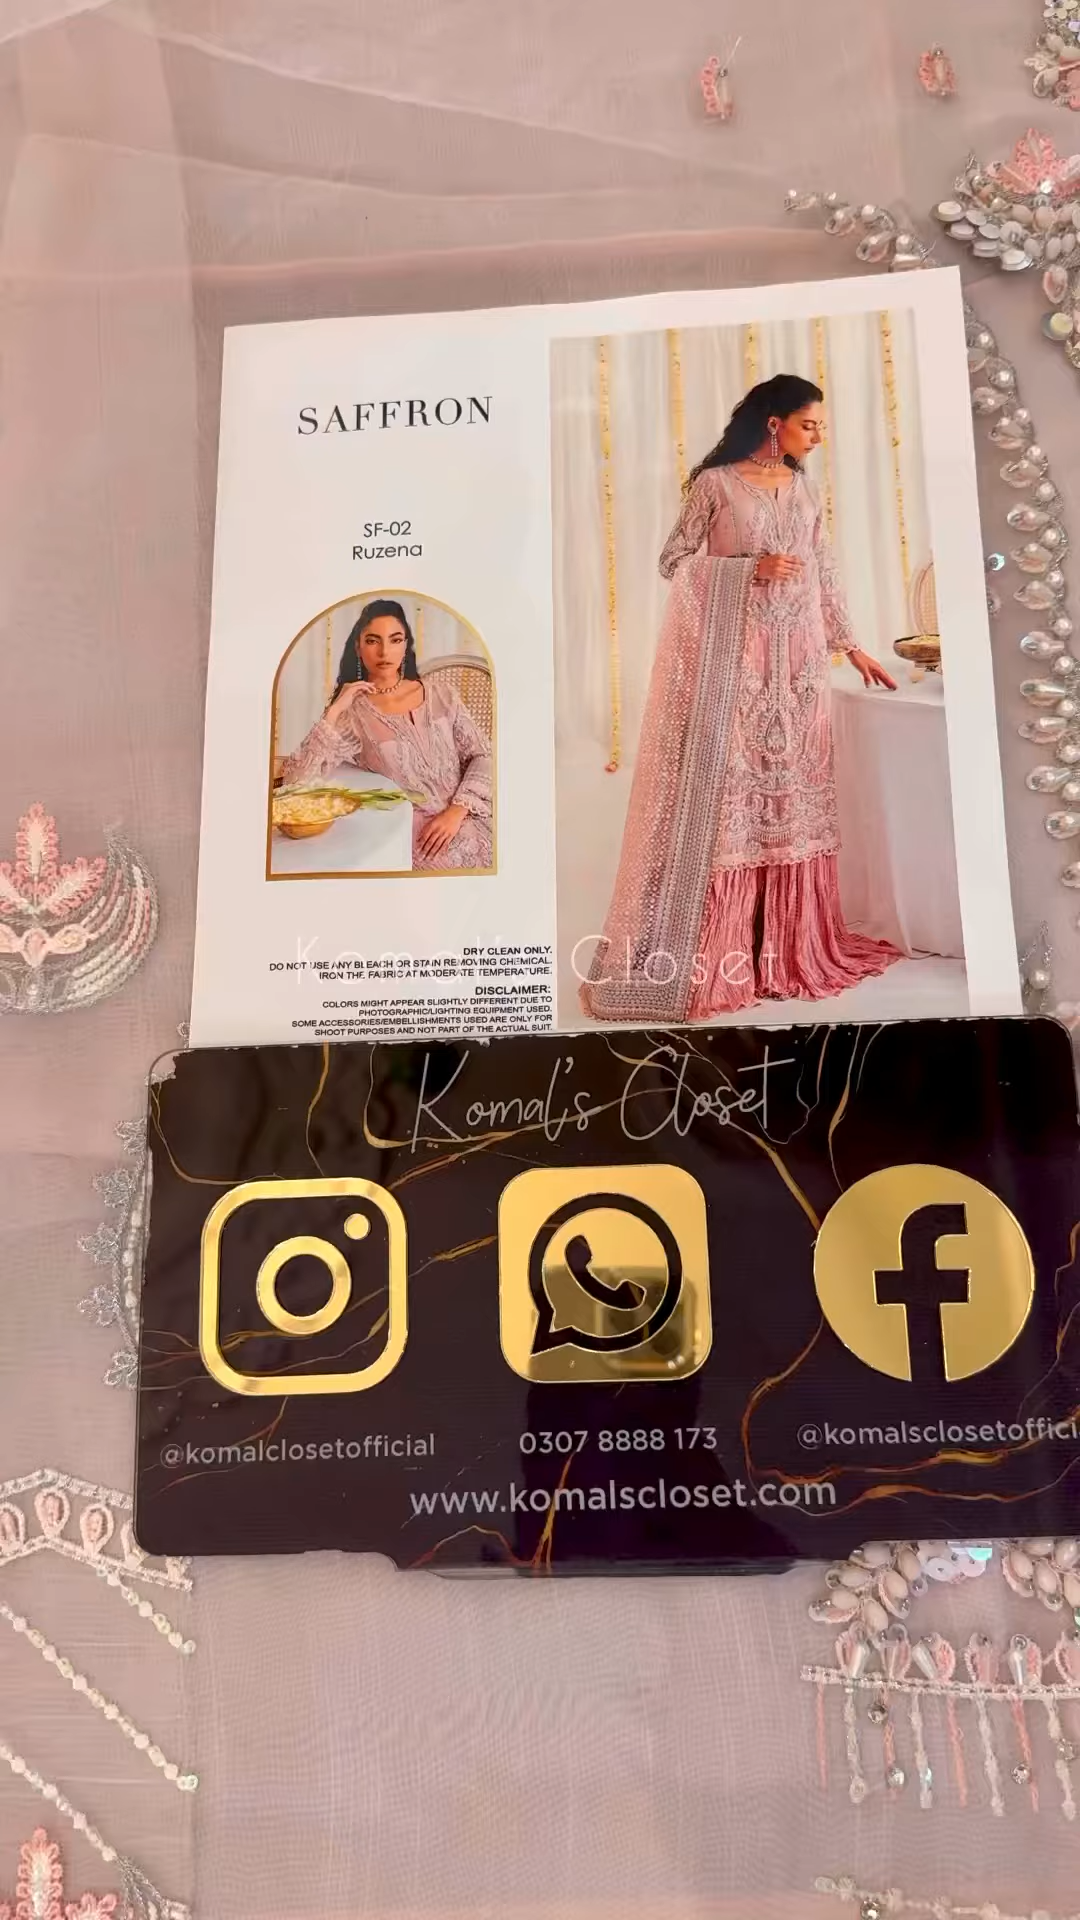 SAFFRON
SF-02
Ruzena
Komal's Closet
DRY CLEAN ONLY.
DO NOT USE ANY BLEACH OR STAIN REMOVING CHEMICAL.
IRON THE FABRIC AT MODERATE TEMPERATURE.
DISCLAIMER:
COLORS MIGHT APPEAR SLIGHTLY DIFFERENT DUE TO
PHOTOGRAPHIC/LIGHTING EQUIPMENT USED.
SOME ACCESSORIES/EMBELLISHMENTS USED ARE ONLY FOR
SHOOT PURPOSES AND NOT PART OF THE ACTUAL SUIT.
Komal's Closet
@komalclosetofficial
0307 8888 173
@komalsclosetoffici
www.komalscloset.com